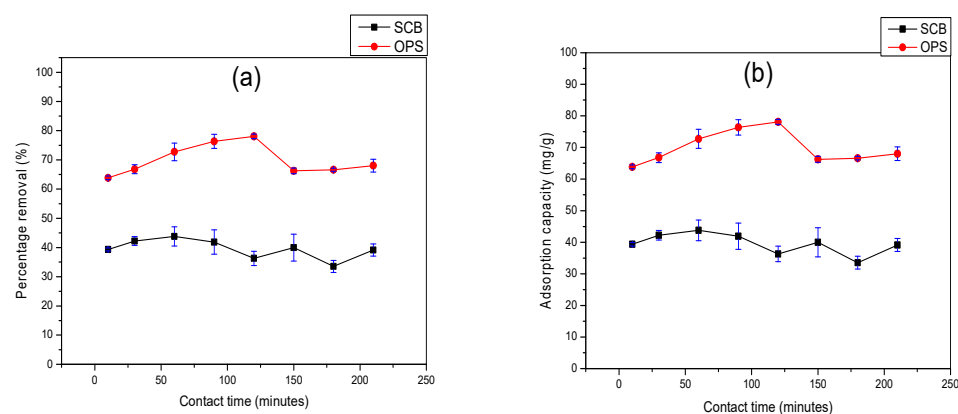 SCB
OPS
(a)
100
90
80
70
60
50
40
30
20
10
0
Percentage removal (%)
0 50 100 150 200 250
Contact time (minutes)
SCB
OPS
(b)
100
90
80
70
60
50
40
30
20
10
0
Adsorption capacity (mg/g)
0 50 100 150 200 250
Contact time (minutes)